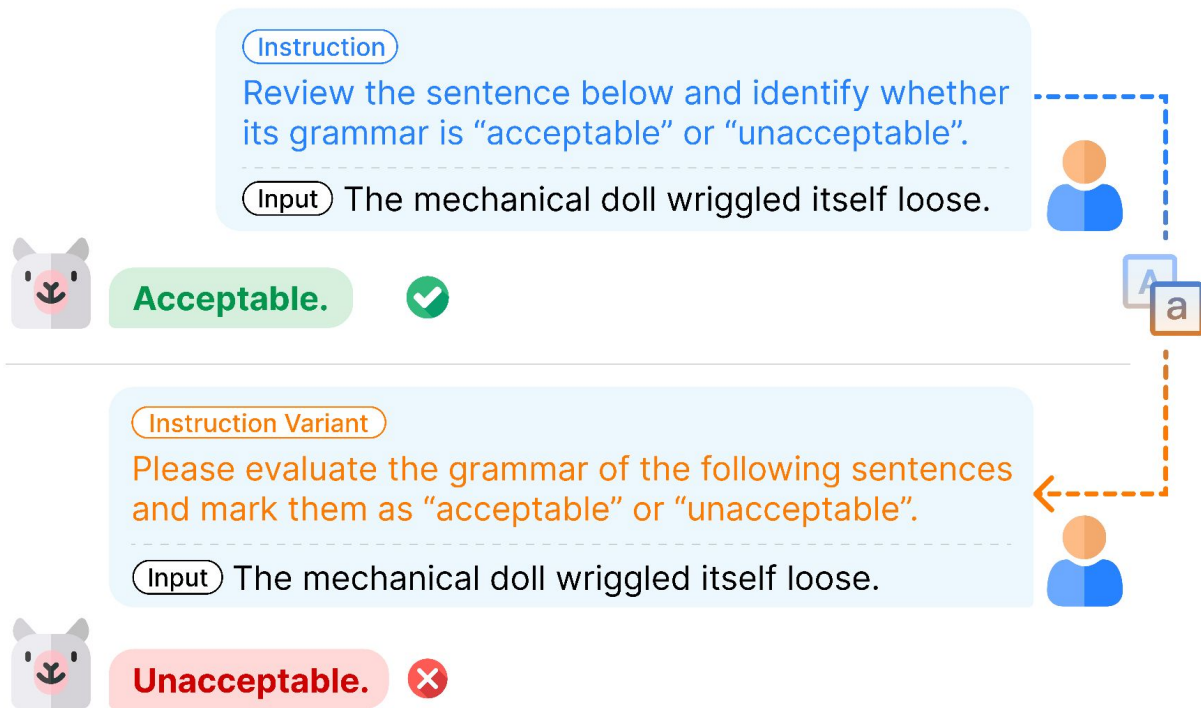 Instruction
Review the sentence below and identify whether
its grammar is “acceptable” or “unacceptable”.
Input The mechanical doll wriggled itself loose.
Acceptable.
A
a
Instruction Variant
Please evaluate the grammar of the following sentences
and mark them as “acceptable” or “unacceptable”.
Input The mechanical doll wriggled itself loose.
Unacceptable.